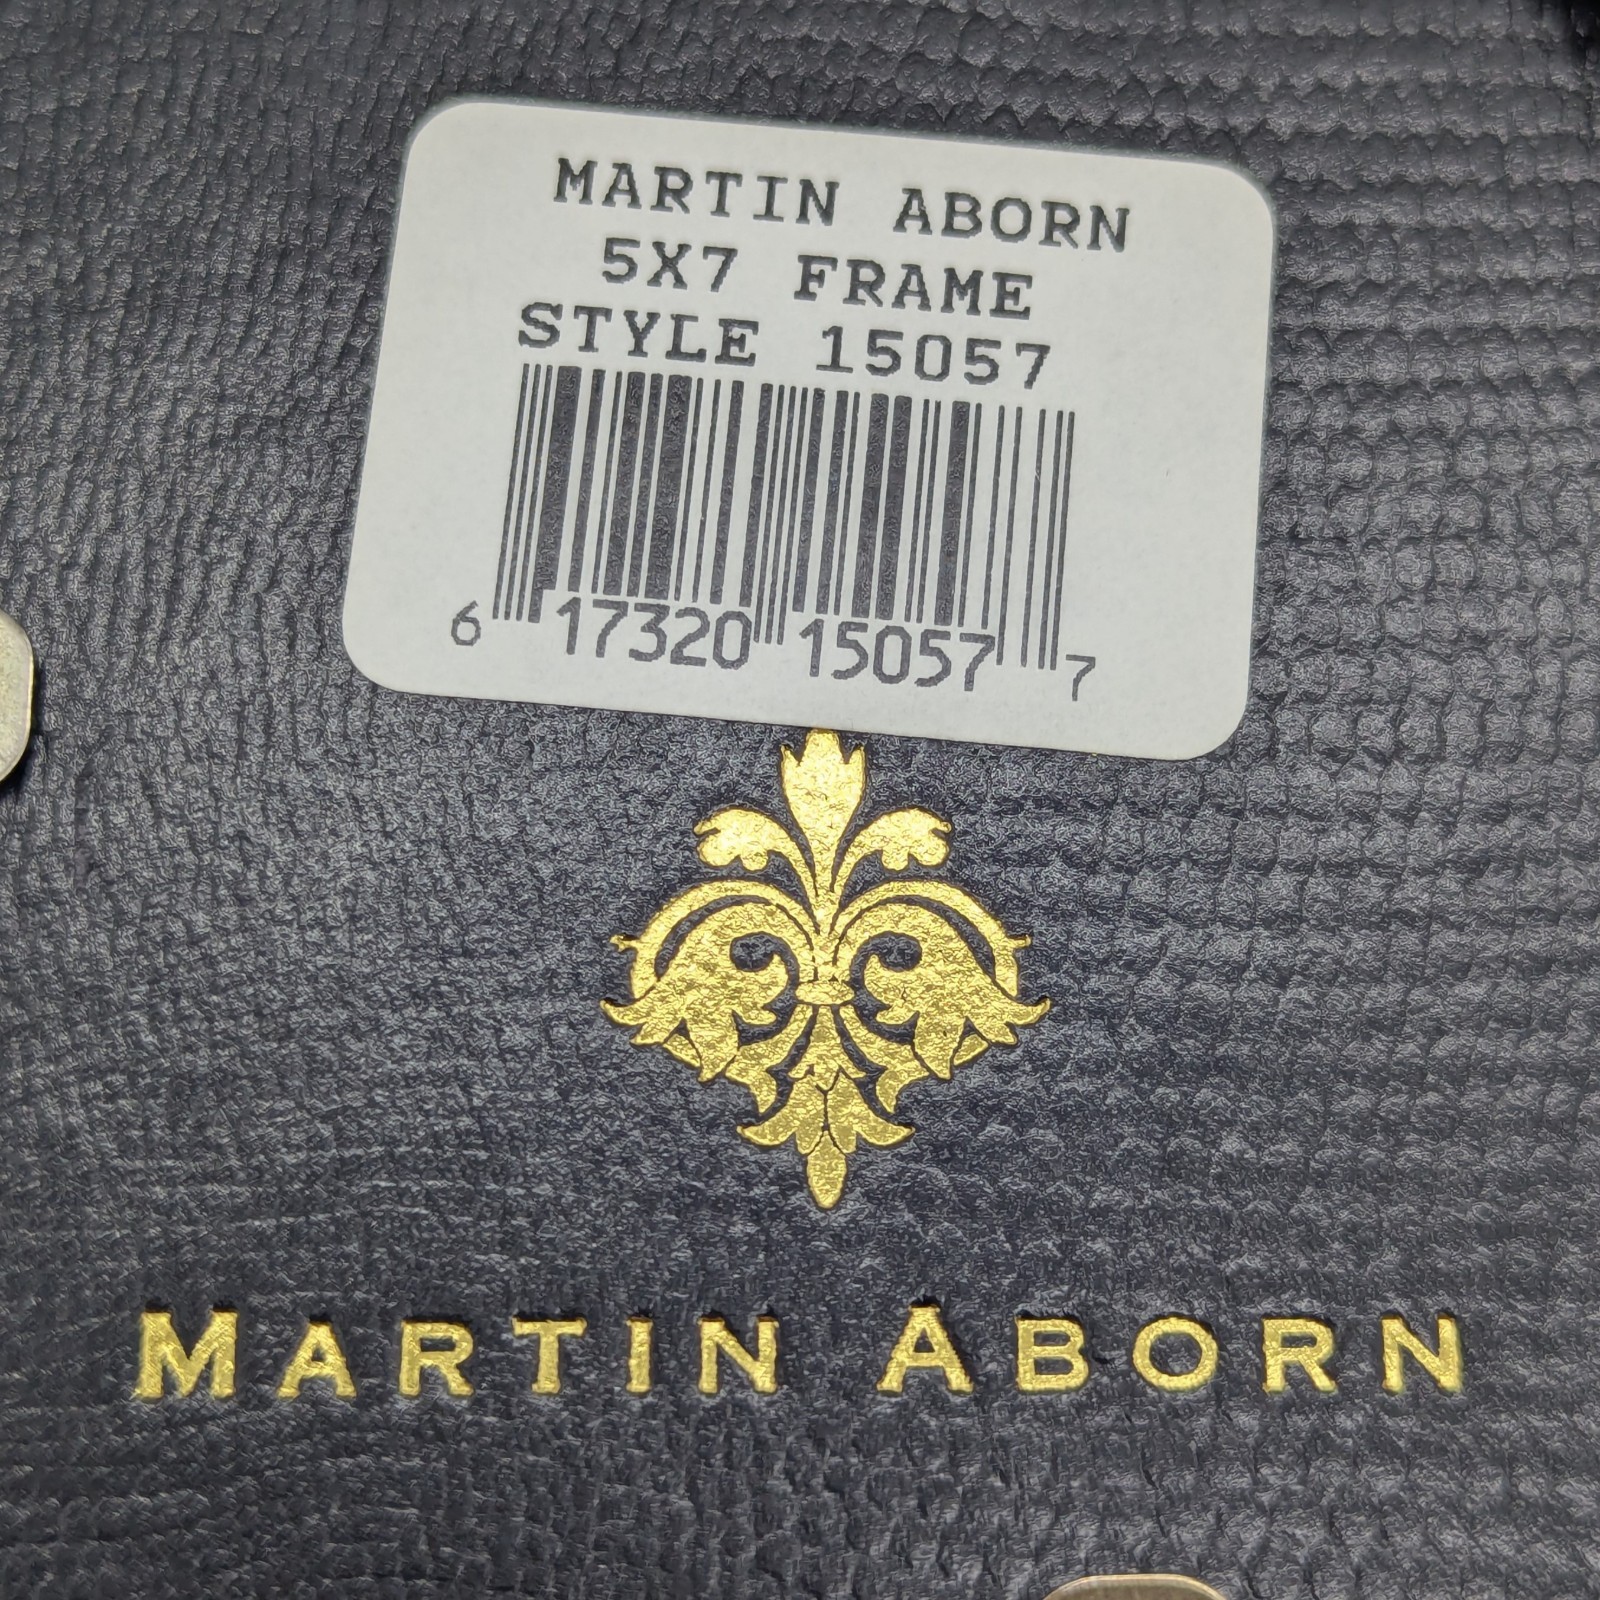 MARTIN ABORN
5X7 FRAME
STYLE 15057
6 17320 15057 7
MARTIN ABORN